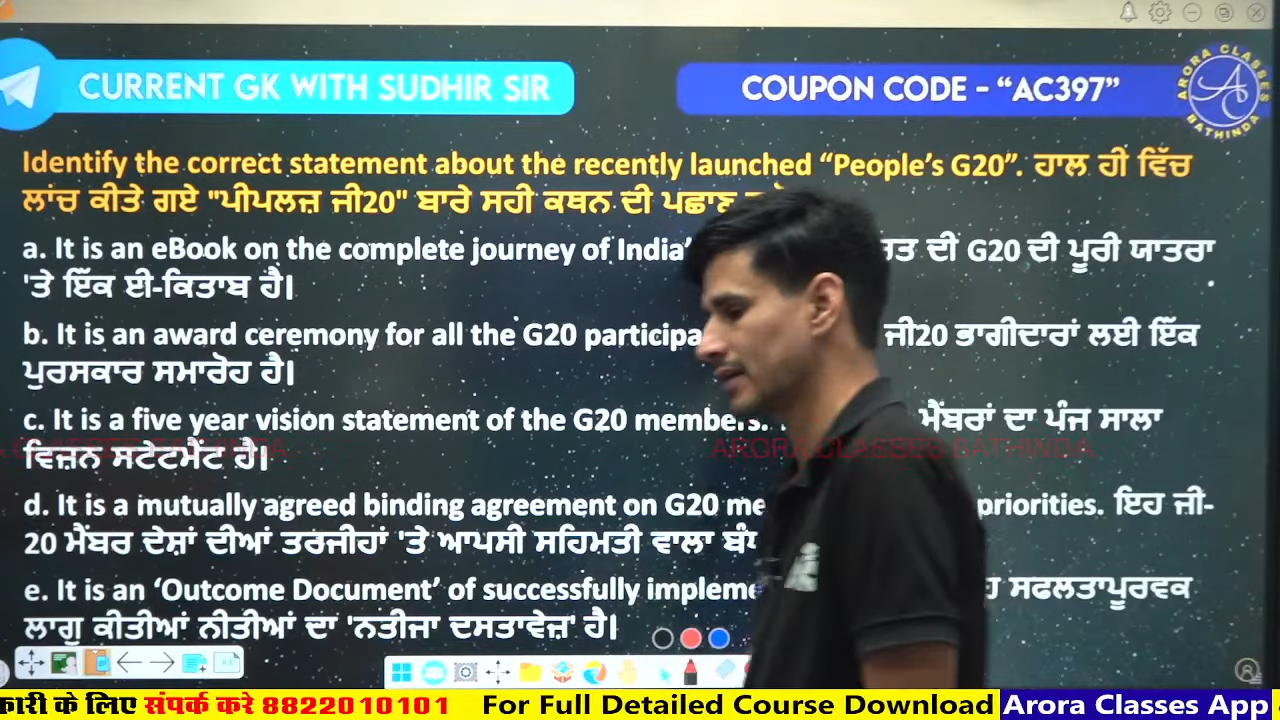 CURRENT GK WITH SUDHIR SIR
COUPON CODE - “AC397”
ARORA CLASSES
BATHINDA
Identify the correct statement about the recently launched “People’s G20”. ਹਾਲ ਹੀ ਵਿੱਚ
ਲਾਂਚ ਕੀਤੇ ਗਏ "ਪੀਪਲਜ਼ ਜੀ20" ਬਾਰੇ ਸਹੀ ਕਥਨ ਦੀ ਪਛਾਣ
a. It is an eBook on the complete journey of India’ ਦੀ G20 ਦੀ ਪੂਰੀ ਯਾਤਰਾ
'ਤੇ ਇੱਕ ਈ-ਕਿਤਾਬ ਹੈ।
b. It is an award ceremony for all the G20 ਜੀ20 ਭਾਗੀਦਾਰਾਂ ਲਈ ਇੱਕ
ਪੁਰਸਕਾਰ ਸਮਾਰੋਹ ਹੈ।
c. It is a five year vision statement of the G20 members. ਮੈਂਬਰਾਂ ਦਾ ਪੰਜ ਸਾਲਾ
ਵਿਜ਼ਨ ਸਟੇਟਮੈਂਟ ਹੈ।
ARORA CLASSES BATHINDA
d. It is a mutually agreed binding agreement on G20 priorities. ਇਹ ਜੀ-
20 ਮੈਂਬਰ ਦੇਸ਼ਾਂ ਦੀਆਂ ਤਰਜੀਹਾਂ 'ਤੇ ਆਪਸੀ ਸਹਿਮਤੀ ਵਾਲਾ
e. It is an ‘Outcome Document’ of successfully ਸਫਲਤਾਪੂਰਵਕ
ਲਾਗੂ ਕੀਤੀਆਂ ਨੀਤੀਆਂ ਦਾ 'ਨਤੀਜਾ ਦਸਤਾਵੇਜ਼' ਹੈ।
के लिए संपर्क करे 8822010101 For Full Detailed Course Download Arora Classes App